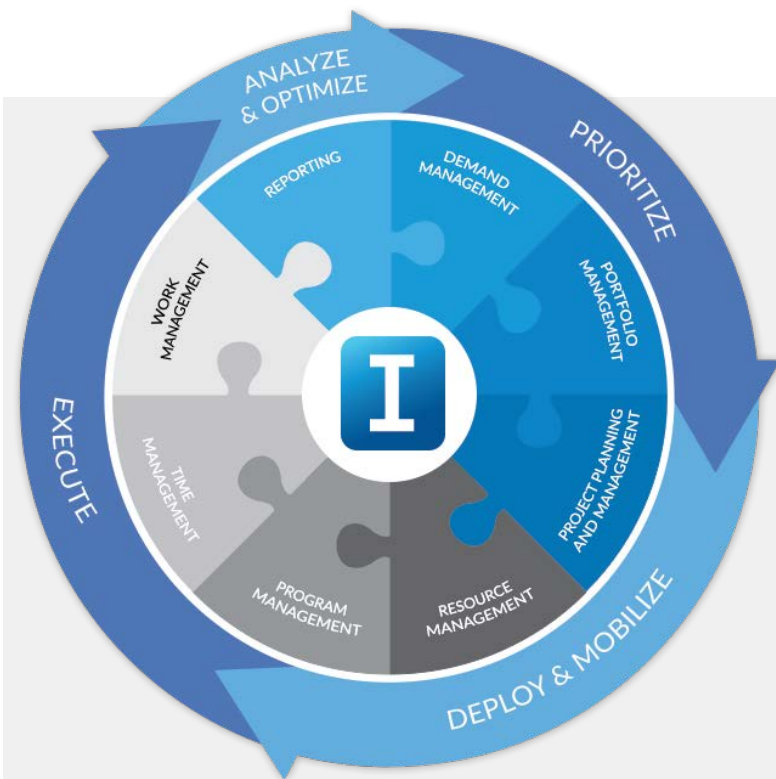 ANALYZE
& OPTIMIZE
PRIORITIZE
DEPLOY & MOBILIZE
EXECUTE
REPORTING
DEMAND
MANAGEMENT
PORTFOLIO
MANAGEMENT
PROJECT PLANNING
AND MANAGEMENT
RESOURCE
MANAGEMENT
PROGRAM
MANAGEMENT
TIME
MANAGEMENT
WORK
MANAGEMENT
I